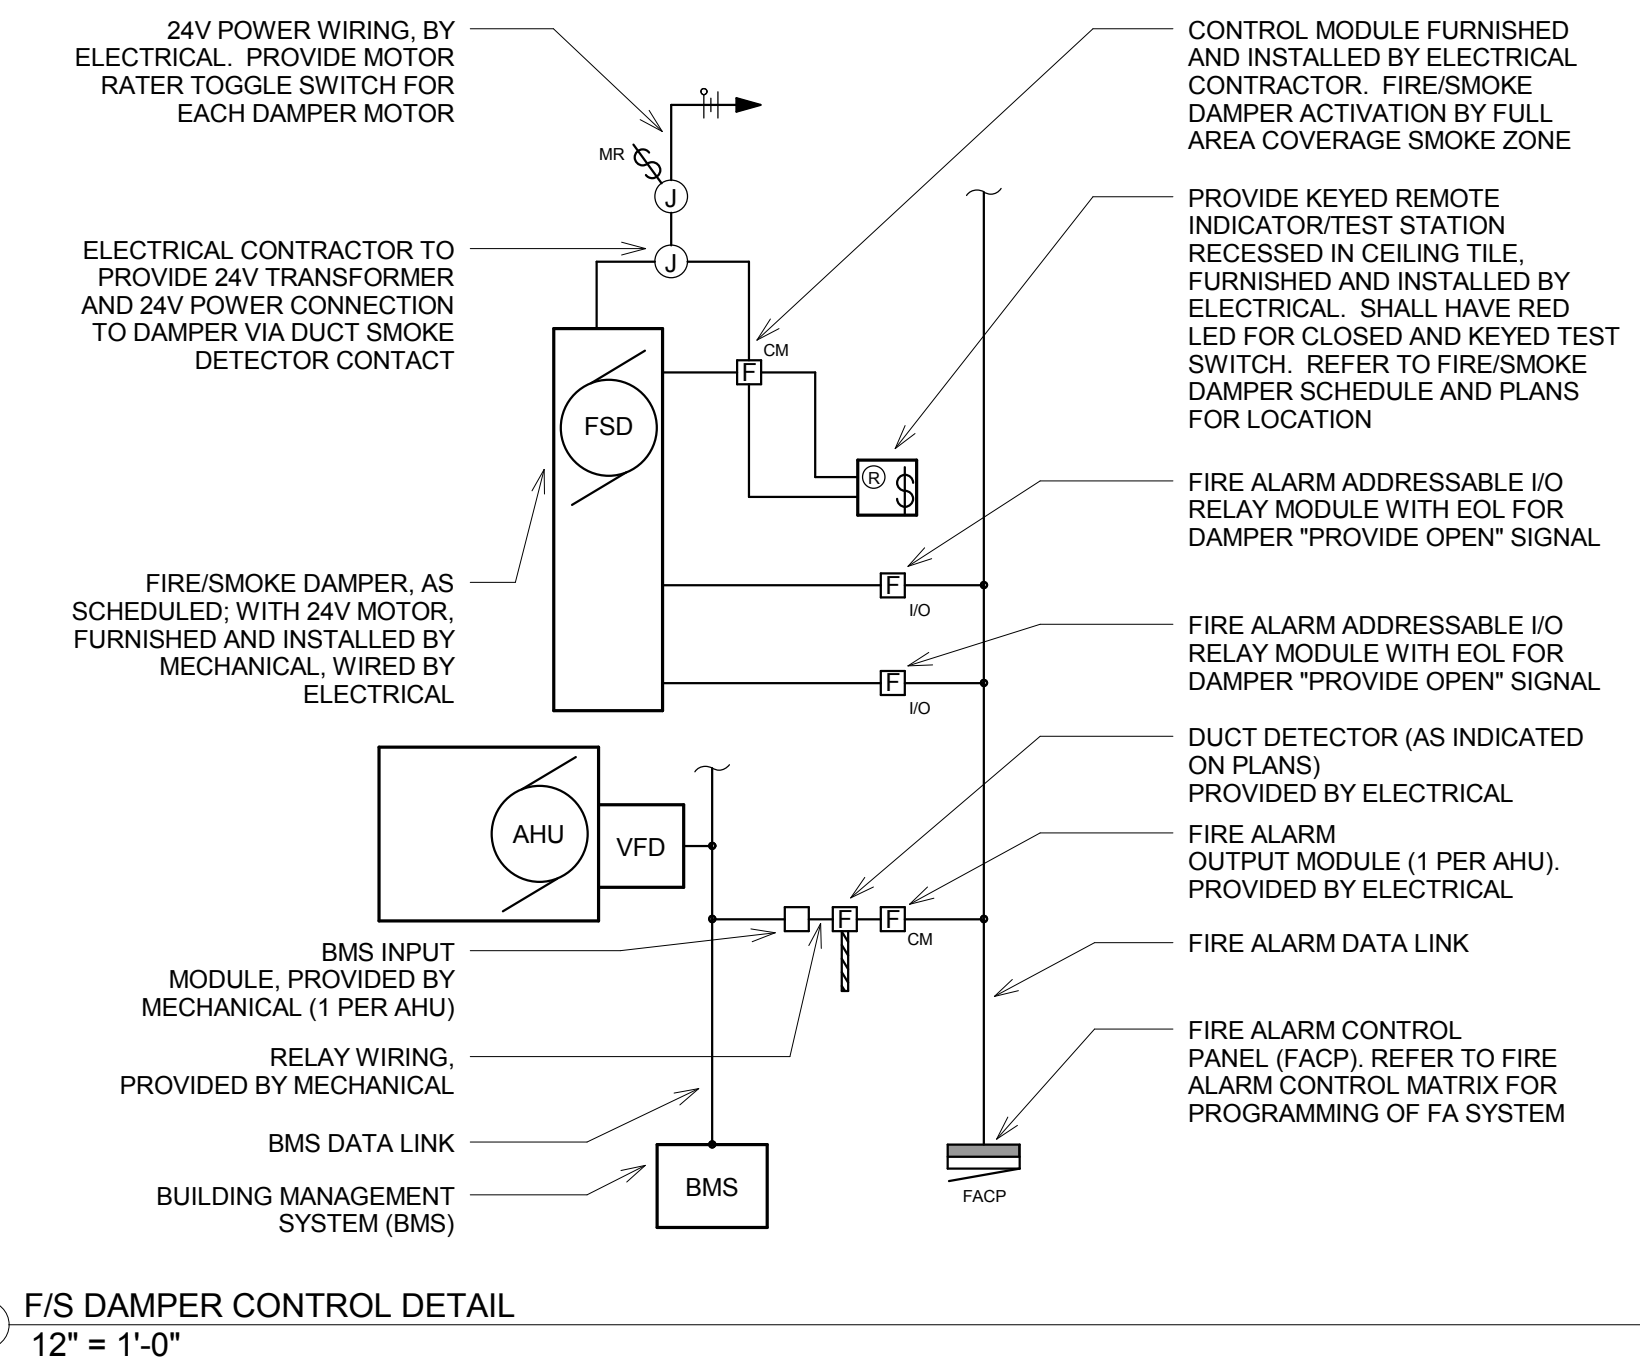 24V POWER WIRING, BY
ELECTRICAL. PROVIDE MOTOR
RATER TOGGLE SWITCH FOR
EACH DAMPER MOTOR
CONTROL MODULE FURNISHED
AND INSTALLED BY ELECTRICAL
CONTRACTOR. FIRE/SMOKE
DAMPER ACTIVATION BY FULL
AREA COVERAGE SMOKE ZONE
MR
J
J
PROVIDE KEYED REMOTE
INDICATOR/TEST STATION
RECESSED IN CEILING TILE,
FURNISHED AND INSTALLED BY
ELECTRICAL. SHALL HAVE RED
LED FOR CLOSED AND KEYED TEST
SWITCH. REFER TO FIRE/SMOKE
DAMPER SCHEDULE AND PLANS
FOR LOCATION
ELECTRICAL CONTRACTOR TO
PROVIDE 24V TRANSFORMER
AND 24V POWER CONNECTION
TO DAMPER VIA DUCT SMOKE
DETECTOR CONTACT
CM
F
FSD
R
FIRE ALARM ADDRESSABLE I/O
RELAY MODULE WITH EOL FOR
DAMPER "PROVIDE OPEN" SIGNAL
F
I/O
FIRE/SMOKE DAMPER, AS
SCHEDULED; WITH 24V MOTOR,
FURNISHED AND INSTALLED BY
MECHANICAL, WIRED BY
ELECTRICAL
FIRE ALARM ADDRESSABLE I/O
RELAY MODULE WITH EOL FOR
DAMPER "PROVIDE OPEN" SIGNAL
F
I/O
DUCT DETECTOR (AS INDICATED
ON PLANS)
PROVIDED BY ELECTRICAL
AHU
VFD
FIRE ALARM
OUTPUT MODULE (1 PER AHU).
PROVIDED BY ELECTRICAL
F
F
CM
BMS INPUT
MODULE, PROVIDED BY
MECHANICAL (1 PER AHU)
FIRE ALARM DATA LINK
RELAY WIRING,
PROVIDED BY MECHANICAL
FIRE ALARM CONTROL
PANEL (FACP). REFER TO FIRE
ALARM CONTROL MATRIX FOR
PROGRAMMING OF FA SYSTEM
BMS DATA LINK
BUILDING MANAGEMENT
SYSTEM (BMS)
BMS
FACP
F/S DAMPER CONTROL DETAIL
12" = 1'-0"